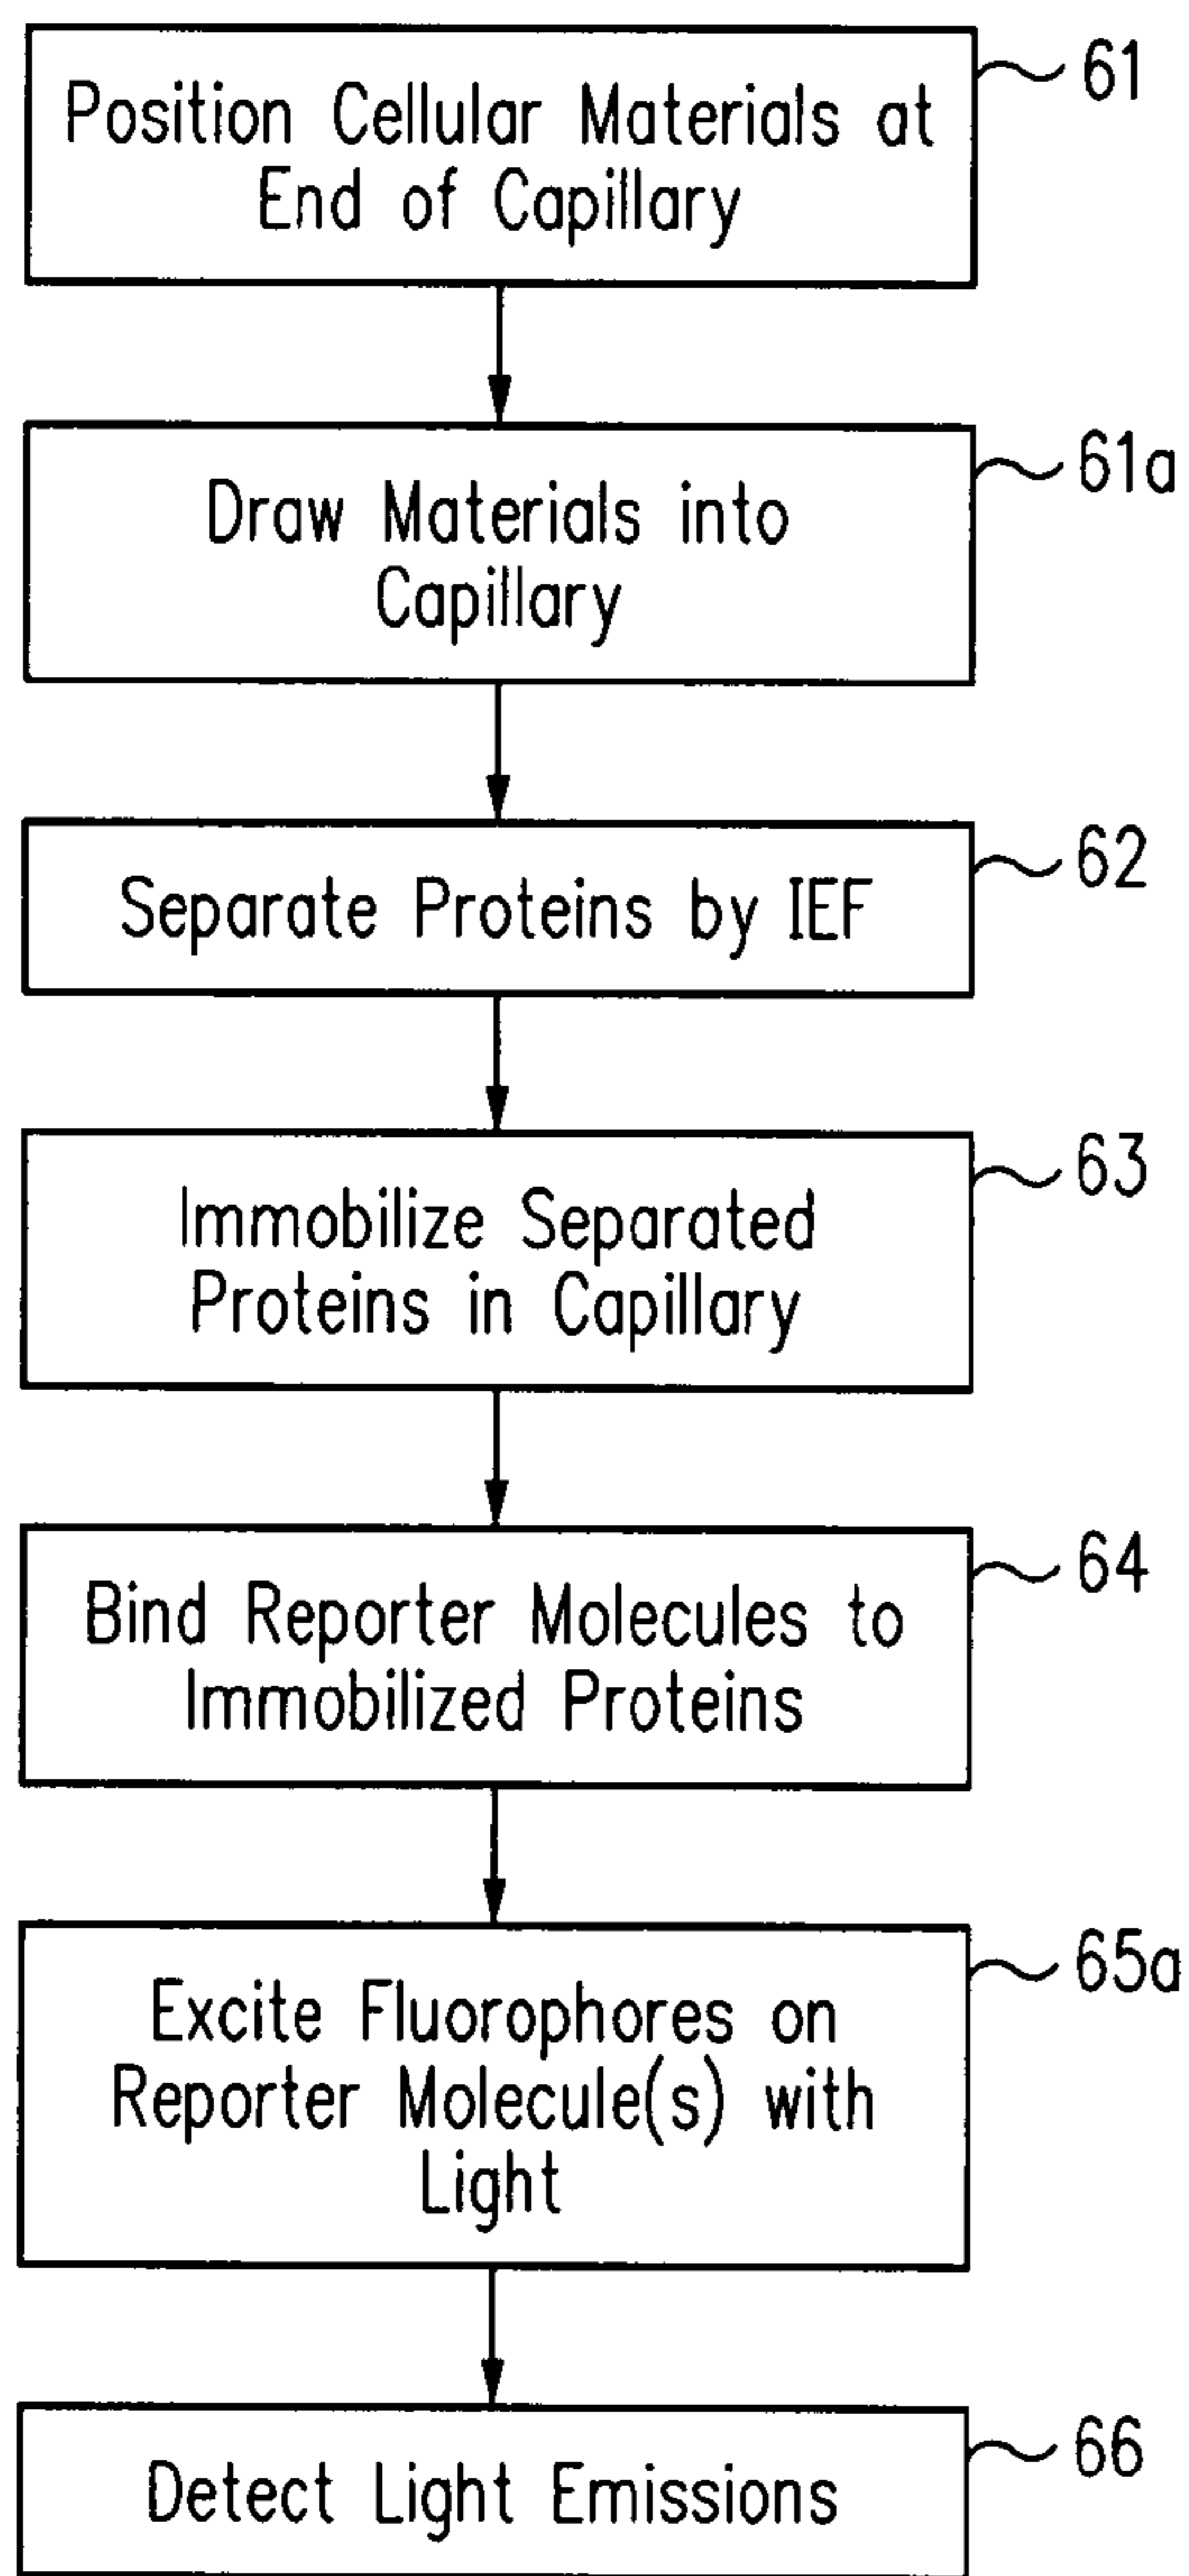 Position Cellular Materials at
End of Capillary
61
Draw Materials into
Capillary
61a
Separate Proteins by IEF
62
Immobilize Separated
Proteins in Capillary
63
Bind Reporter Molecules to
Immobilized Proteins
64
Excite Fluorophores on
Reporter Molecule(s) with
Light
65a
Detect Light Emissions
66